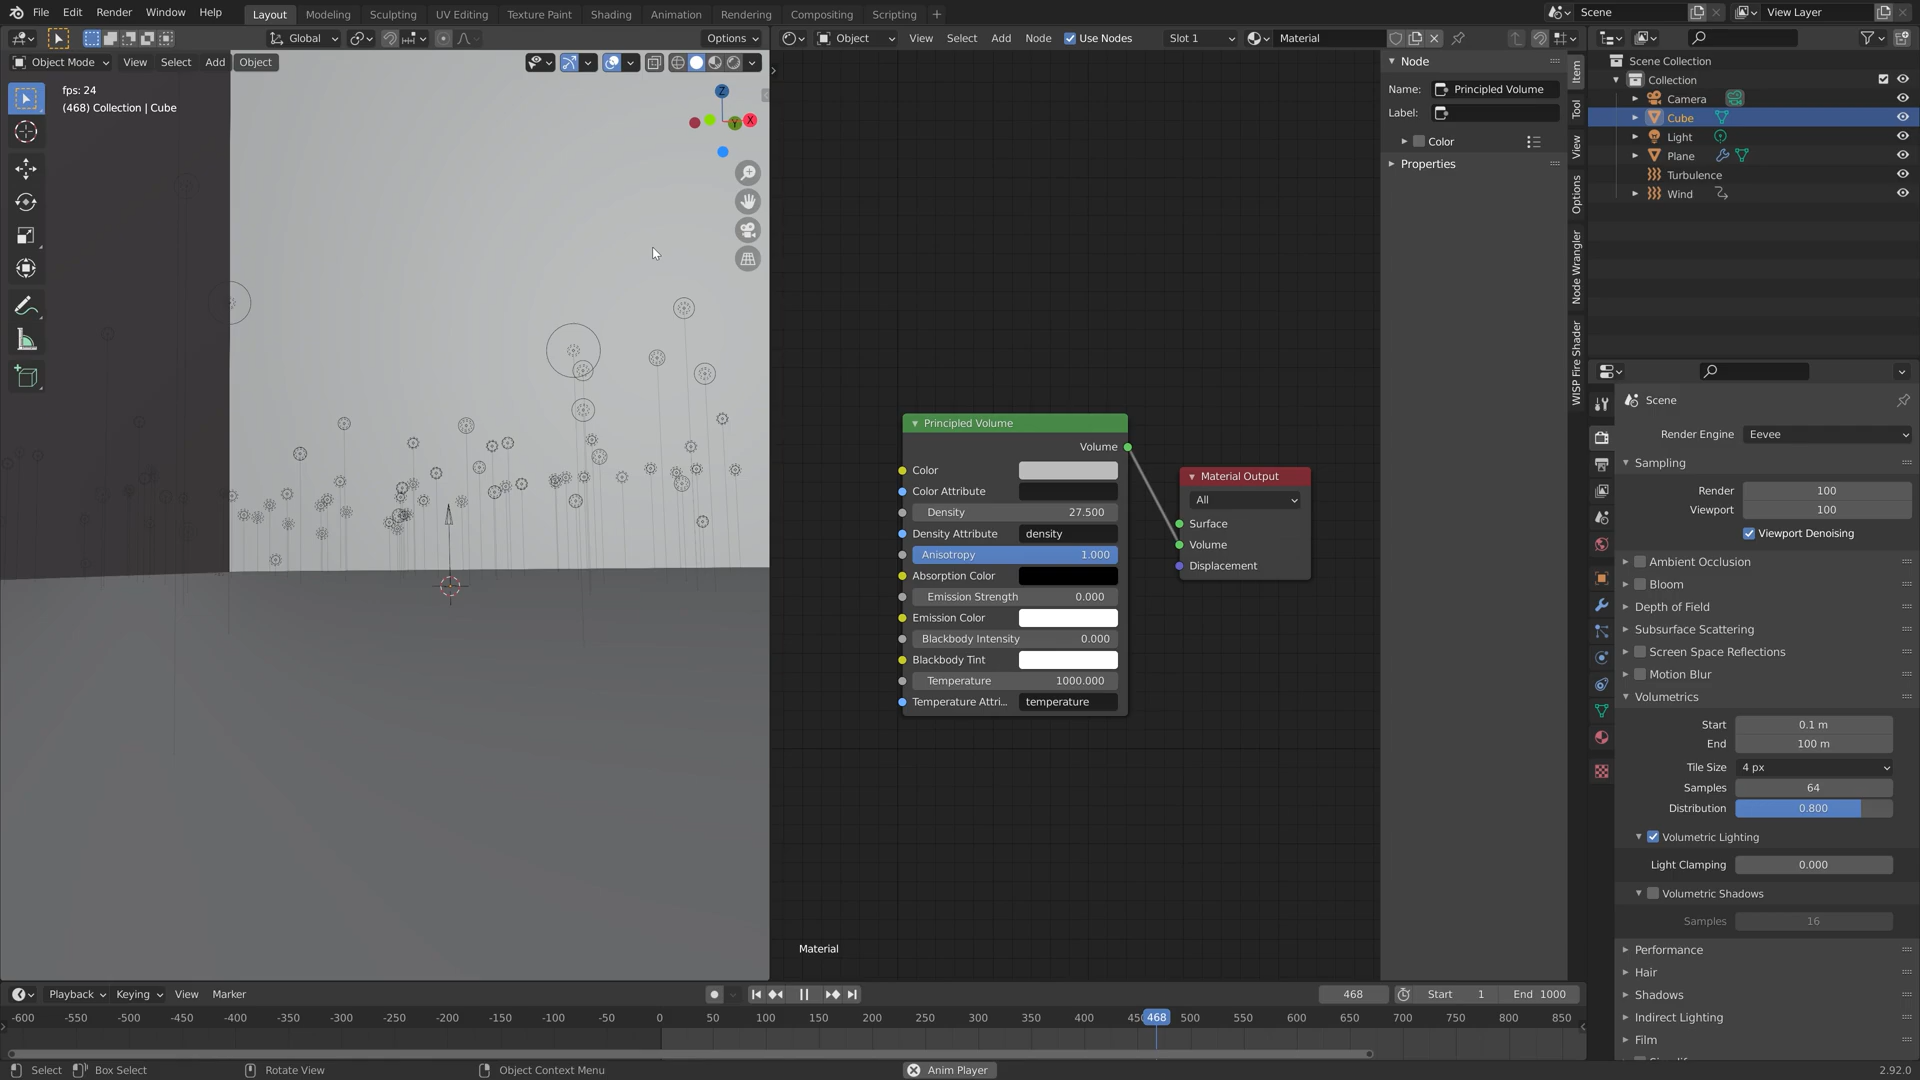 File Edit Render Window Help
Layout Modeling Sculpting UV Editing Texture Paint Shading Animation Rendering Compositing Scripting +
Scene View Layer
Global Options
Object View Select Add Node Use Nodes Slot 1 Material
Object Mode View Select Add Object
fps: 24
(468) Collection | Cube
Z
Y
X
Principled Volume
Volume
Color
Color Attribute
Density 27.500
Density Attribute density
Anisotropy 1.000
Absorption Color
Emission Strength 0.000
Emission Color
Blackbody Intensity 0.000
Blackbody Tint
Temperature 1000.000
Temperature Attri... temperature
Material Output
All
Surface
Volume
Displacement
Material
Node
Name: Principled Volume
Label:
Color
Properties
Item
Tool
View
Options
Node Wrangler
WISP Fire Shader
Scene Collection
Collection
Camera
Cube
Light
Plane
Turbulence
Wind
Scene
Render Engine Eevee
Sampling
Render 100
Viewport 100
Viewport Denoising
Ambient Occlusion
Bloom
Depth of Field
Subsurface Scattering
Screen Space Reflections
Motion Blur
Volumetrics
Start 0.1 m
End 100 m
Tile Size 4 px
Samples 64
Distribution 0.800
Volumetric Lighting
Light Clamping 0.000
Volumetric Shadows
Samples 16
Performance
Hair
Shadows
Indirect Lighting
Film
Playback Keying View Marker 468 Start 1 End 1000
-600 -550 -500 -450 -400 -350 -300 -250 -200 -150 -100 -50 0 50 100 150 200 250 300 350 400 468 500 550 600 650 700 750 800 850
Select Box Select Rotate View Object Context Menu Anim Player 2.92.0